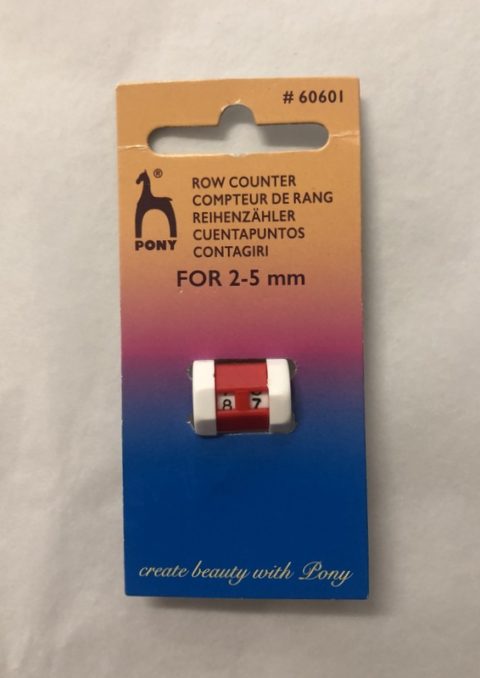 # 60601
®
PONY
ROW COUNTER
COMPTEUR DE RANG
REIHENZÄHLER
CUENTAPUNTOS
CONTAGIRI
FOR 2-5 mm
8 7
create beauty with Pony